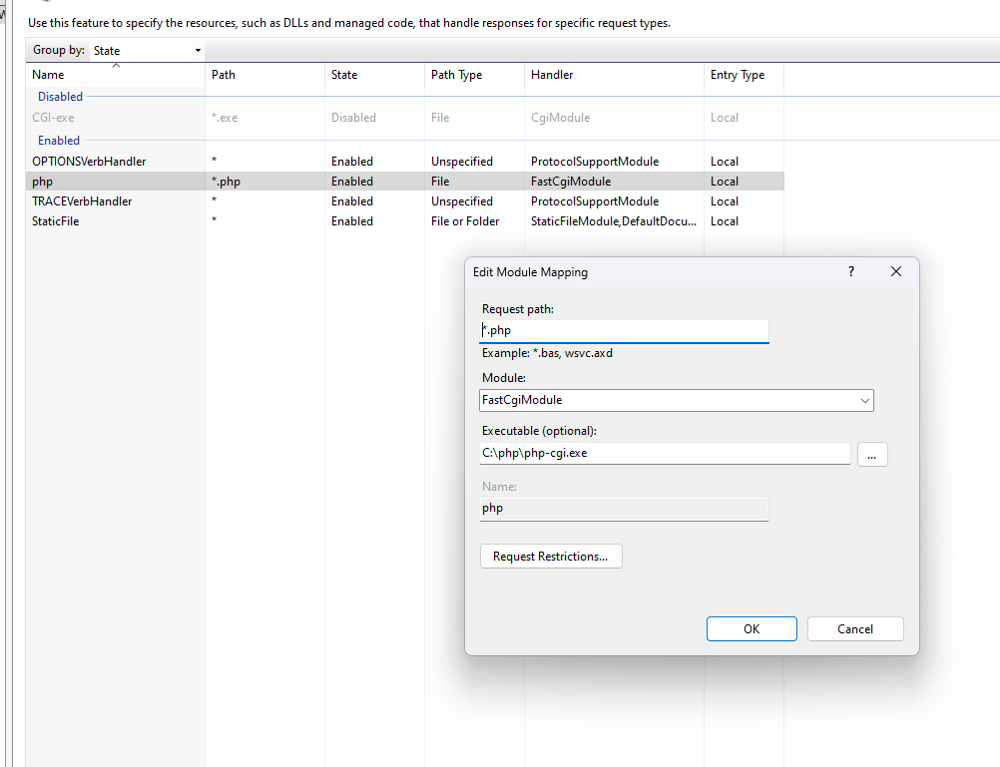 Use this feature to specify the resources, such as DLLs and managed code, that handle responses for specific request types.
Group by: State
Name Path State Path Type Handler Entry Type
Disabled
CGI-exe *.exe Disabled File CgiModule Local
Enabled
OPTIONSVerbHandler * Enabled Unspecified ProtocolSupportModule Local
php *.php Enabled File FastCgiModule Local
TRACEVerbHandler * Enabled Unspecified ProtocolSupportModule Local
StaticFile * Enabled File or Folder StaticFileModule,DefaultDocu... Local
Edit Module Mapping ?
Request path:
*.php
Example: *.bas, wsvc.axd
Module:
FastCgiModule
Executable (optional):
C:\php\php-cgi.exe ...
Name:
php
Request Restrictions...
OK Cancel